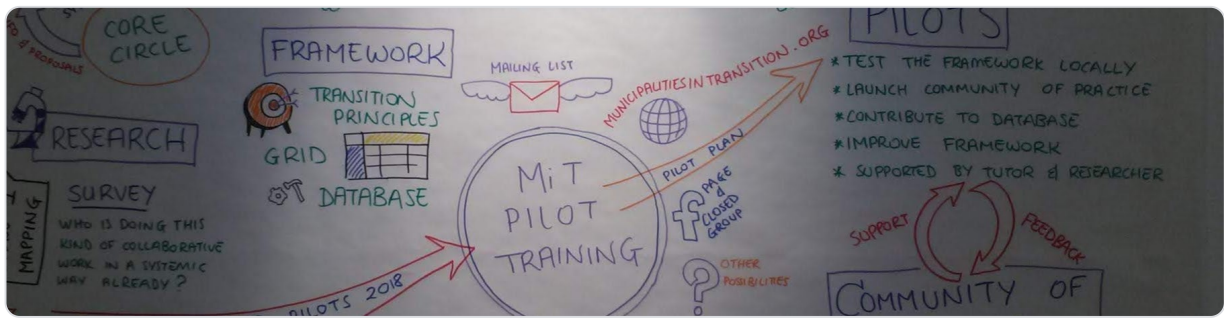 CORE
CIRCLE
& PROPOSALS
RESEARCH
MAPPING
SURVEY
WHO IS DOING THIS
KIND OF COLLABORATIVE
WORK IN A SYSTEMIC
WAY ALREADY?
FRAMEWORK
TRANSITION
PRINCIPLES
GRID
DATABASE
PILOTS 2018
MAILING LIST
MUNICIPALITIESINTRANSITION.ORG
MiT
PILOT
TRAINING
PILOT PLAN
f PAGE
&
CLOSED
GROUP
OTHER
POSSIBILITIES
PILOTS
* TEST THE FRAMEWORK LOCALLY
* LAUNCH COMMUNITY OF PRACTICE
* CONTRIBUTE TO DATABASE
* IMPROVE FRAMEWORK
* SUPPORTED BY TUTOR & RESEARCHER
SUPPORT
FEEDBACK
COMMUNITY OF